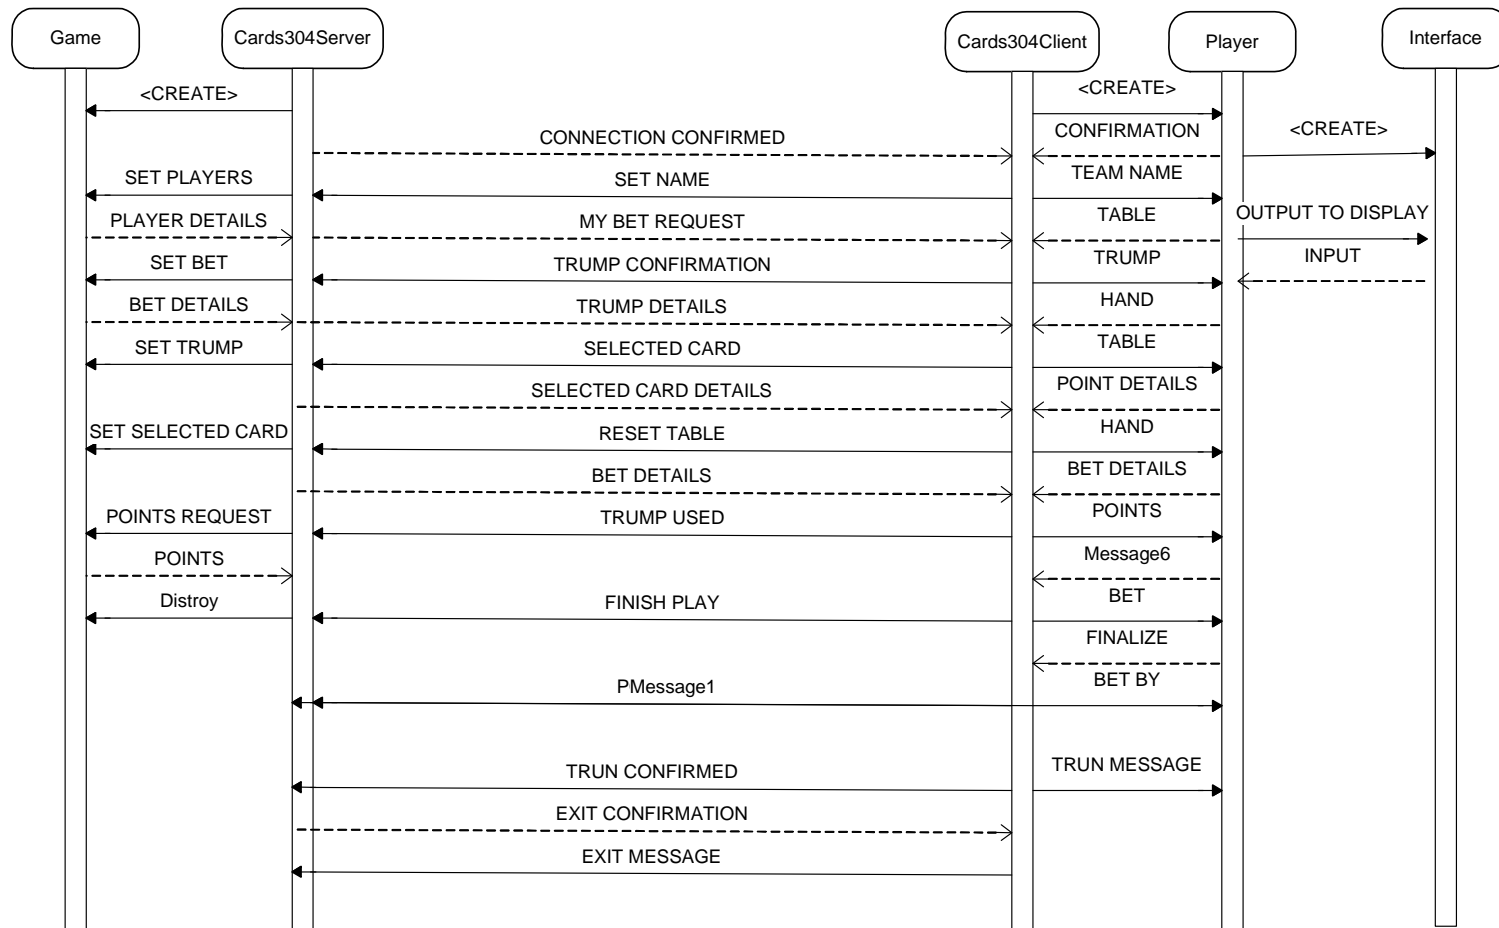 Game
Cards304Server
Cards304Client
Player
Interface
<CREATE>
<CREATE>
CONNECTION CONFIRMED
CONFIRMATION
<CREATE>
SET PLAYERS
SET NAME
TEAM NAME
PLAYER DETAILS
MY BET REQUEST
TABLE
OUTPUT TO DISPLAY
SET BET
TRUMP CONFIRMATION
TRUMP
INPUT
BET DETAILS
TRUMP DETAILS
HAND
SET TRUMP
SELECTED CARD
TABLE
SELECTED CARD DETAILS
POINT DETAILS
SET SELECTED CARD
RESET TABLE
HAND
BET DETAILS
BET DETAILS
POINTS REQUEST
TRUMP USED
POINTS
POINTS
Message6
Distroy
FINISH PLAY
BET
FINALIZE
PMessage1
BET BY
TRUN CONFIRMED
TRUN MESSAGE
EXIT CONFIRMATION
EXIT MESSAGE